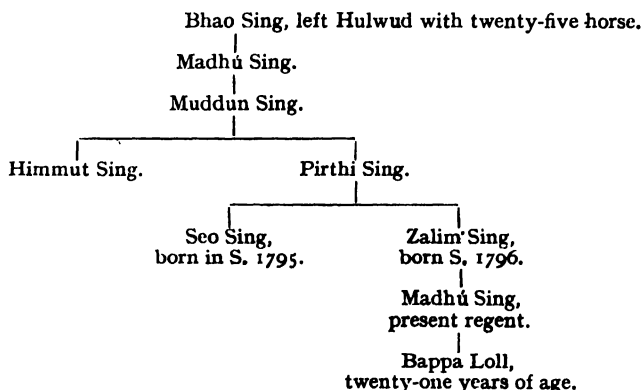 Bhao Sing, left Hulwud with twenty-five horse.
Madhú Sing.
Muddun Sing.
Himmut Sing. Pirthi Sing.
Seo Sing, Zalim Sing,
born in S. 1795. born S. 1796.
Madhú Sing,
present regent.
Bappa Loll,
twenty-one years of age.